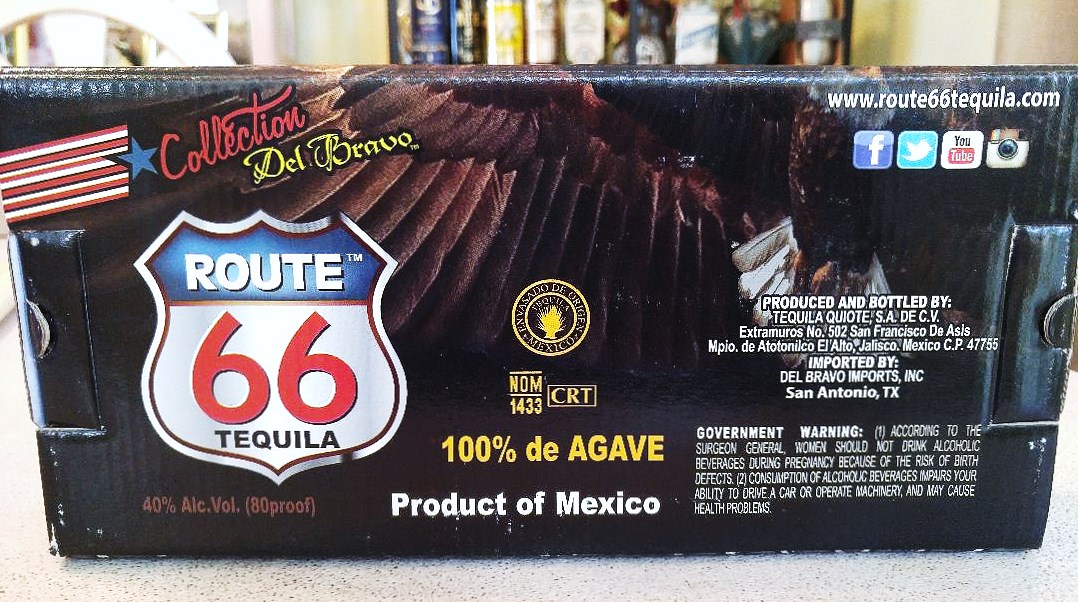 www.route66tequila.com
Collection
Del Bravo™
f
You
Tube
ROUTE™
66
TEQUILA
40% Alc.Vol. (80proof)
ENVASADO DE ORIGEN
TEQUILA
MEXICO
NOM
1433
CRT
100% de AGAVE
Product of Mexico
PRODUCED AND BOTTLED BY:
TEQUILA QUIOTE, S.A. DE C.V.
Extramuros No. 502 San Francisco De Asis
Mpio. de Atotonilco El Alto, Jalisco. Mexico C.P. 47755
IMPORTED BY:
DEL BRAVO IMPORTS, INC
San Antonio, TX
GOVERNMENT WARNING: (1) ACCORDING TO THE
SURGEON GENERAL, WOMEN SHOULD NOT DRINK ALCOHOLIC
BEVERAGES DURING PREGNANCY BECAUSE OF THE RISK OF BIRTH
DEFECTS. (2) CONSUMPTION OF ALCOHOLIC BEVERAGES IMPAIRS YOUR
ABILITY TO DRIVE A CAR OR OPERATE MACHINERY, AND MAY CAUSE
HEALTH PROBLEMS.